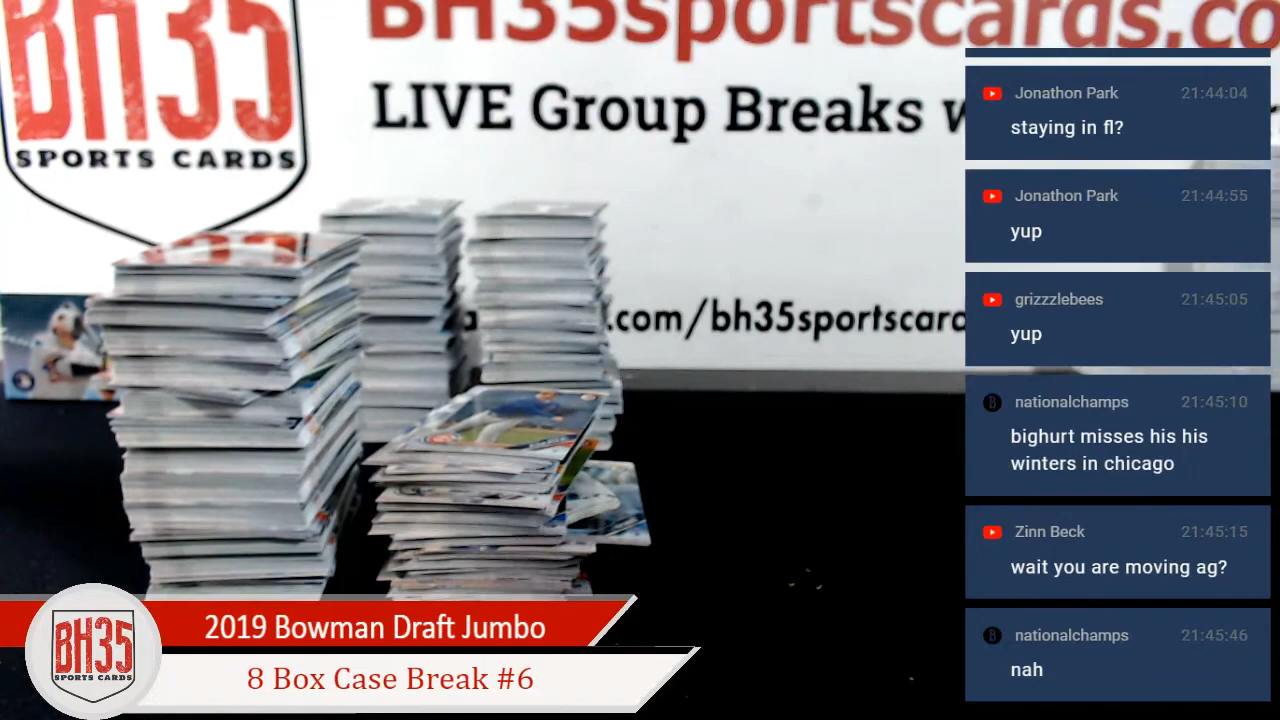 BH35
SPORTS CARDS
BH35sportscards.co
LIVE Group Breaks
.com/bh35sportscard
2019 Bowman Draft Jumbo
8 Box Case Break #6
BH35
SPORTS CARDS
Jonathon Park 21:44:04
staying in fl?
Jonathon Park 21:44:55
yup
grizzzlebees 21:45:05
yup
nationalchamps 21:45:10
bighurt misses his his
winters in chicago
Zinn Beck 21:45:15
wait you are moving ag?
nationalchamps 21:45:46
nah